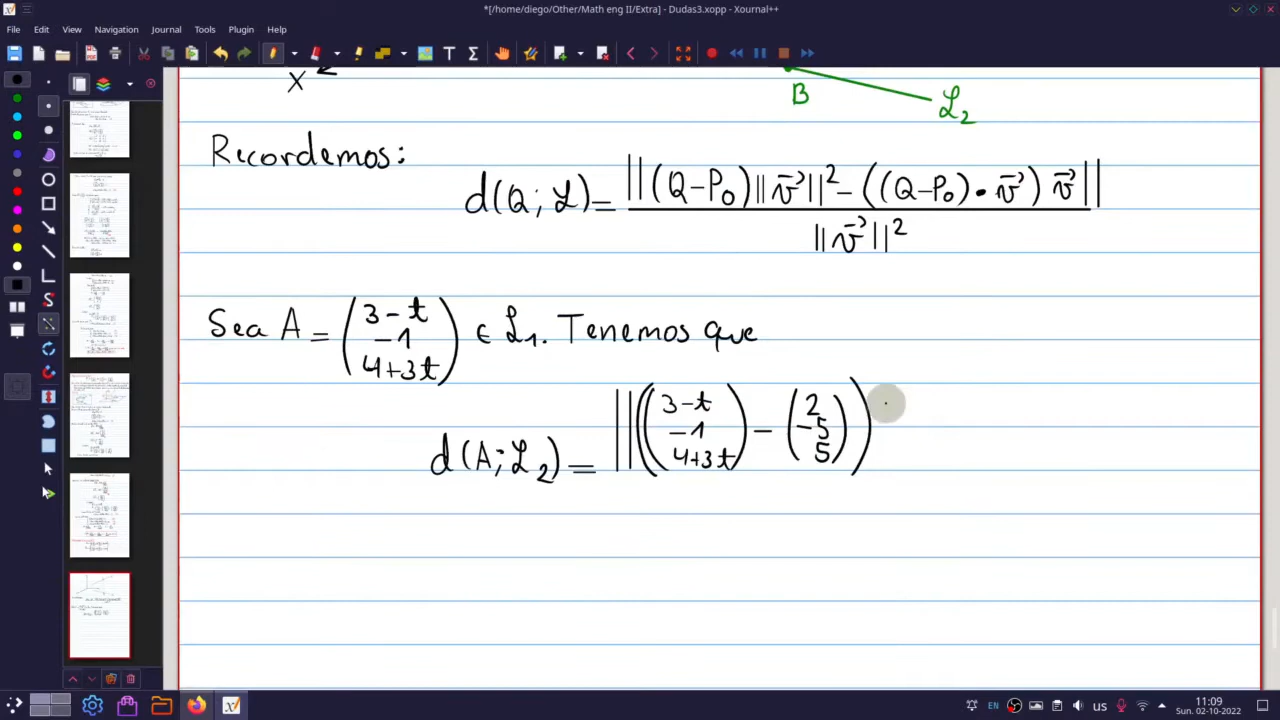 *[/home/diego/Other/Math eng II/Extra] - Dudas3.xopp - Xournal++
File Edit View Navigation Journal Tools Plugin Help
X
B
ℒ₂
Recordemos:
d(Q, ℒ) = ||(Q-P₀)||v⃗||² - ((Q-P₀)•v⃗) v⃗|| / ||v⃗||²
Sea A = (3-t, -1, 4+3t) ∈ ℒ₁. Tenemos que
d(A; ℒ₂) = ||((3-t, -1, 4+3t) - (2, -5, 5))
EN us 11:09
Sun. 02-10-2022